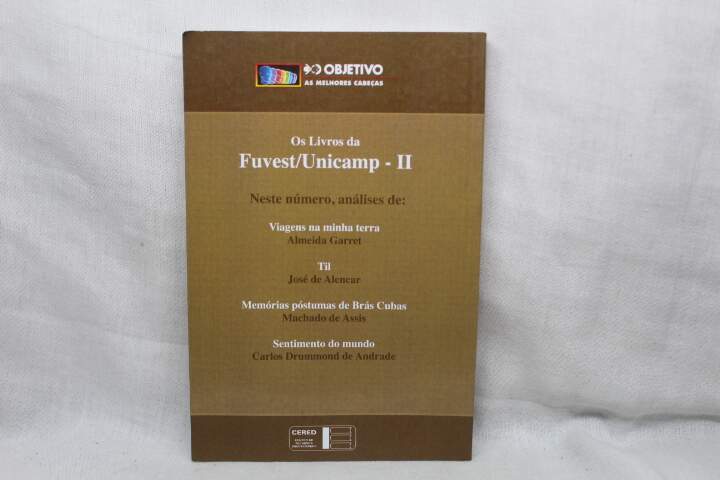 OBJETIVO
AS MELHORES CABEÇAS
Os Livros da
Fuvest/Unicamp - II
Neste número, análises de:
Viagens na minha terra
Almeida Garret
Til
José de Alencar
Memórias póstumas de Brás Cubas
Machado de Assis
Sentimento do mundo
Carlos Drummond de Andrade
CERED